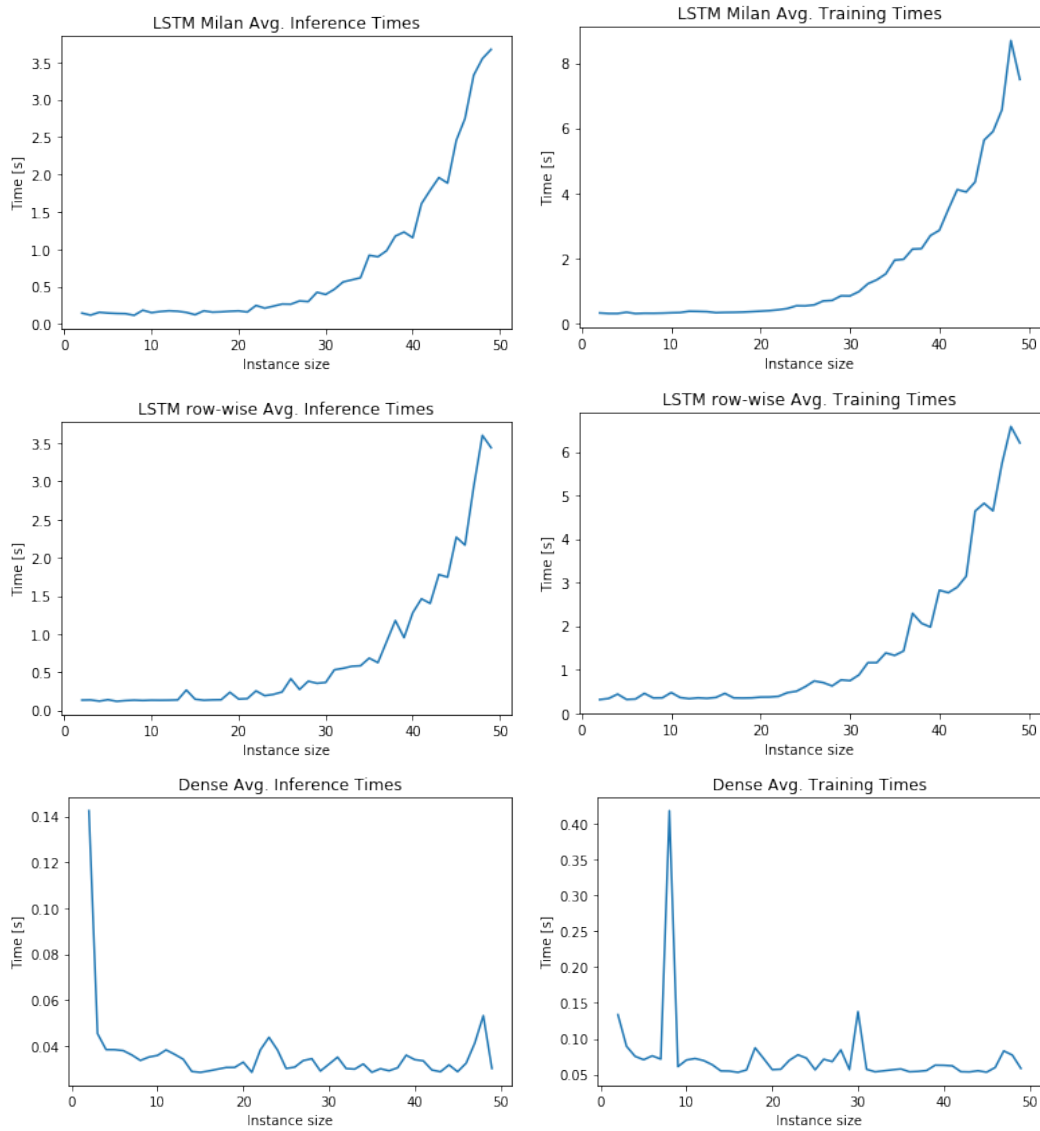 LSTM Milan Avg. Inference Times
3.5
3.0
2.5
2.0
1.5
1.0
0.5
0.0
Time [s]
0 10 20 30 40 50
Instance size
LSTM Milan Avg. Training Times
8
6
4
2
0
Time [s]
0 10 20 30 40 50
Instance size
LSTM row-wise Avg. Inference Times
3.5
3.0
2.5
2.0
1.5
1.0
0.5
0.0
Time [s]
0 10 20 30 40 50
Instance size
LSTM row-wise Avg. Training Times
6
5
4
3
2
1
0
Time [s]
0 10 20 30 40 50
Instance size
Dense Avg. Inference Times
0.14
0.12
0.10
0.08
0.06
0.04
Time [s]
0 10 20 30 40 50
Instance size
Dense Avg. Training Times
0.40
0.35
0.30
0.25
0.20
0.15
0.10
0.05
Time [s]
0 10 20 30 40 50
Instance size